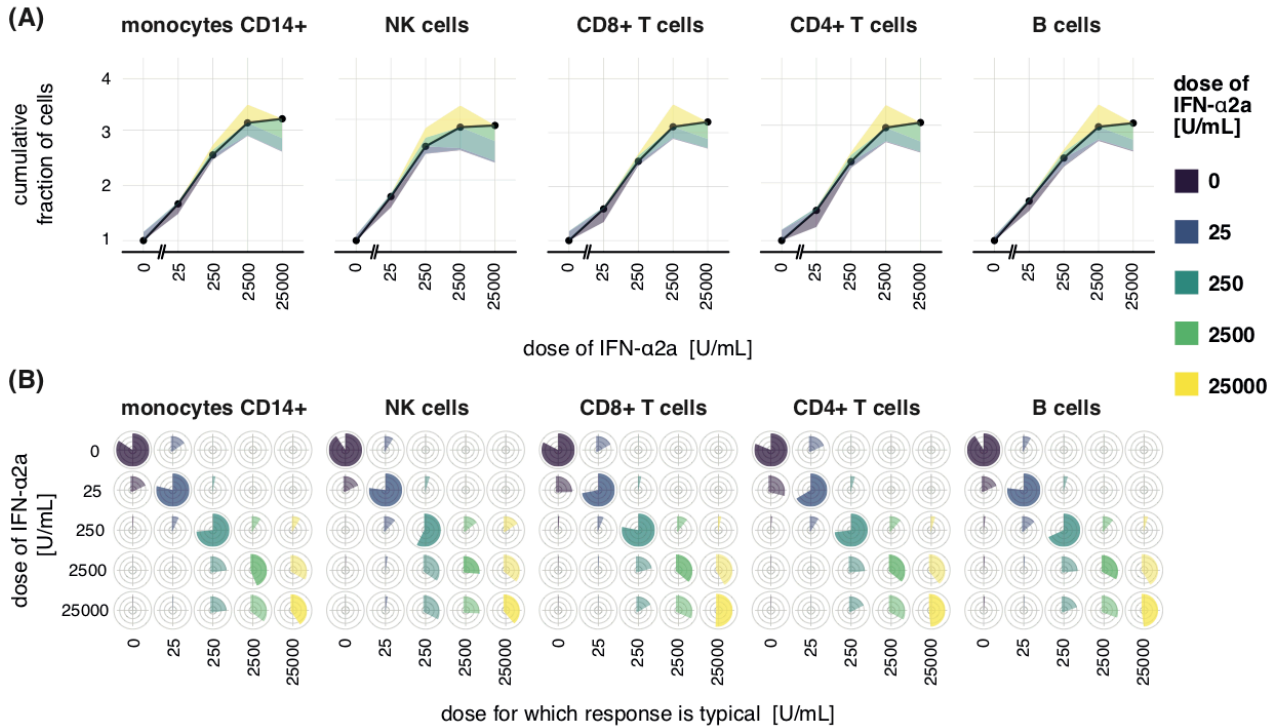 (A)
monocytes CD14+ NK cells CD8+ T cells CD4+ T cells B cells
cumulative
fraction of cells
4
3
2
1
0 25 250 2500 25000 0 25 250 2500 25000 0 25 250 2500 25000 0 25 250 2500 25000 0 25 250 2500 25000
dose of IFN-α2a [U/mL]
dose of
IFN-α2a
[U/mL]
0
25
250
2500
25000
(B)
monocytes CD14+ NK cells CD8+ T cells CD4+ T cells B cells
dose of IFN-α2a
[U/mL]
0
25
250
2500
25000
0 25 250 2500 25000 0 25 250 2500 25000 0 25 250 2500 25000 0 25 250 2500 25000 0 25 250 2500 25000
dose for which response is typical [U/mL]